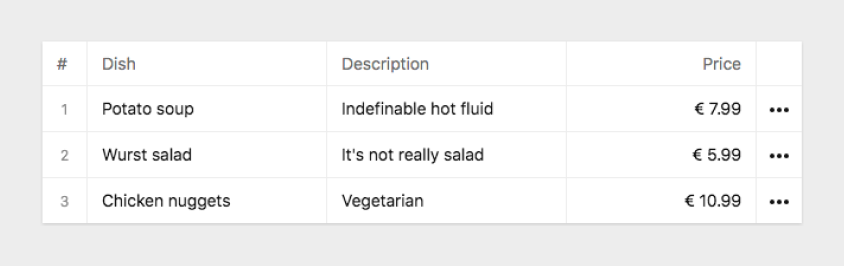 # Dish Description Price
1 Potato soup Indefinable hot fluid € 7.99 •••
2 Wurst salad It's not really salad € 5.99 •••
3 Chicken nuggets Vegetarian € 10.99 •••